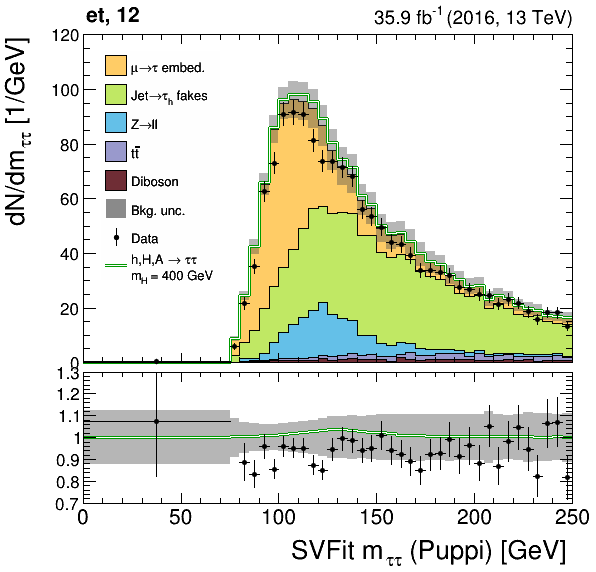 et, 12
35.9 fb⁻¹ (2016, 13 TeV)
dN/dm_ττ [1/GeV]
120
100
80
60
40
20
0
μ→τ embed.
Jet→τ_h fakes
Z→ll
tt̄
Diboson
Bkg. unc.
Data
h,H,A → ττ
m_H = 400 GeV
1.3
1.2
1.1
1
0.9
0.8
0.7
0 50 100 150 200 250
SVFit m_ττ (Puppi) [GeV]